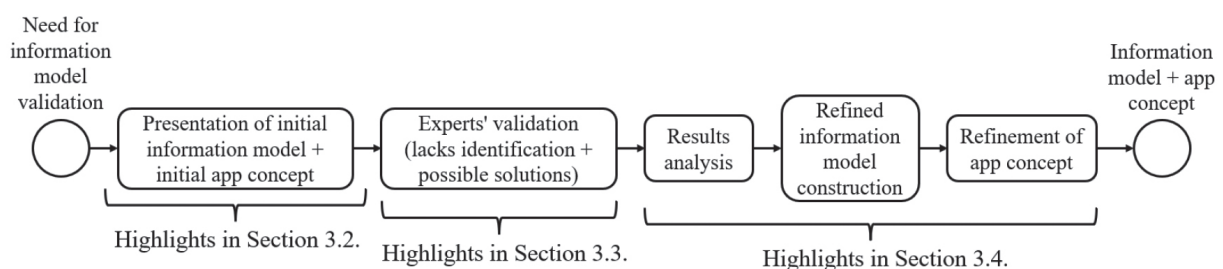 Need for
information
model
validation
Presentation of initial
information model +
initial app concept
Experts' validation
(lacks identification +
possible solutions)
Results
analysis
Refined
information
model
construction
Refinement of
app concept
Information
model + app
concept
Highlights in Section 3.2.
Highlights in Section 3.3.
Highlights in Section 3.4.